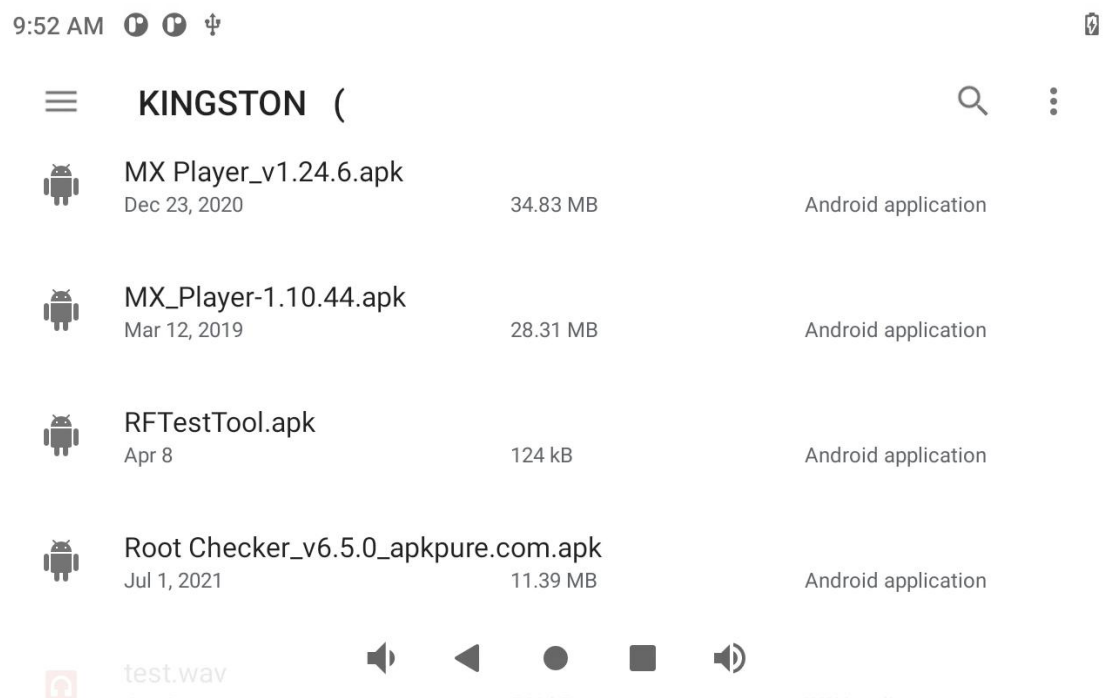 9:52 AM
KINGSTON (
MX Player_v1.24.6.apk
Dec 23, 2020 34.83 MB Android application
MX_Player-1.10.44.apk
Mar 12, 2019 28.31 MB Android application
RFTestTool.apk
Apr 8 124 kB Android application
Root Checker_v6.5.0_apkpure.com.apk
Jul 1, 2021 11.39 MB Android application
test.wav